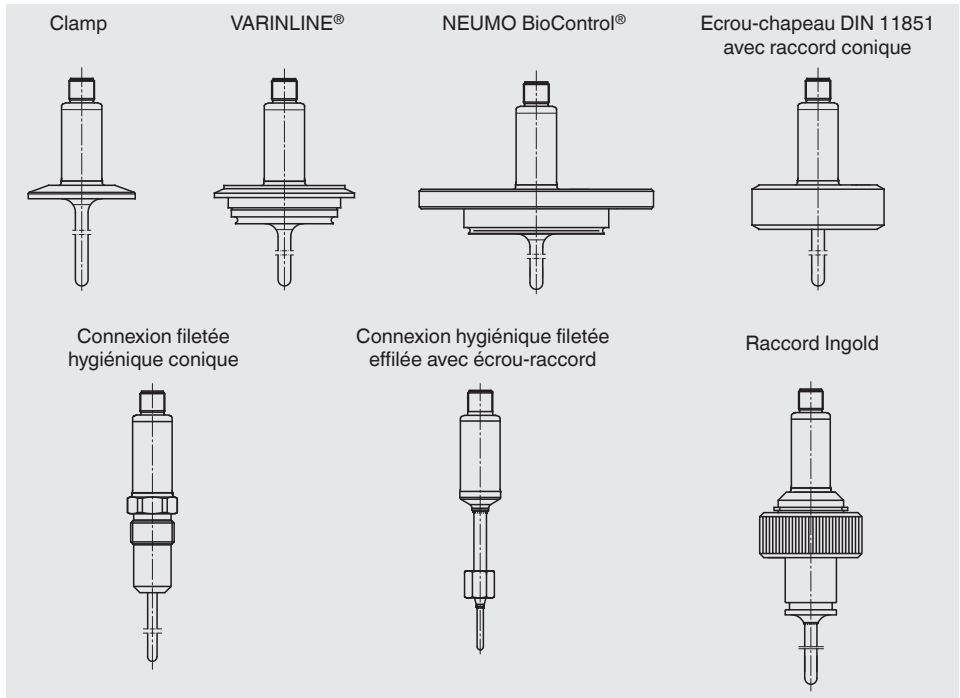 Clamp
VARINLINE®
NEUMO BioControl®
Ecrou-chapeau DIN 11851
avec raccord conique
Connexion filetée
hygiénique conique
Connexion hygiénique filetée
effilée avec écrou-raccord
Raccord Ingold